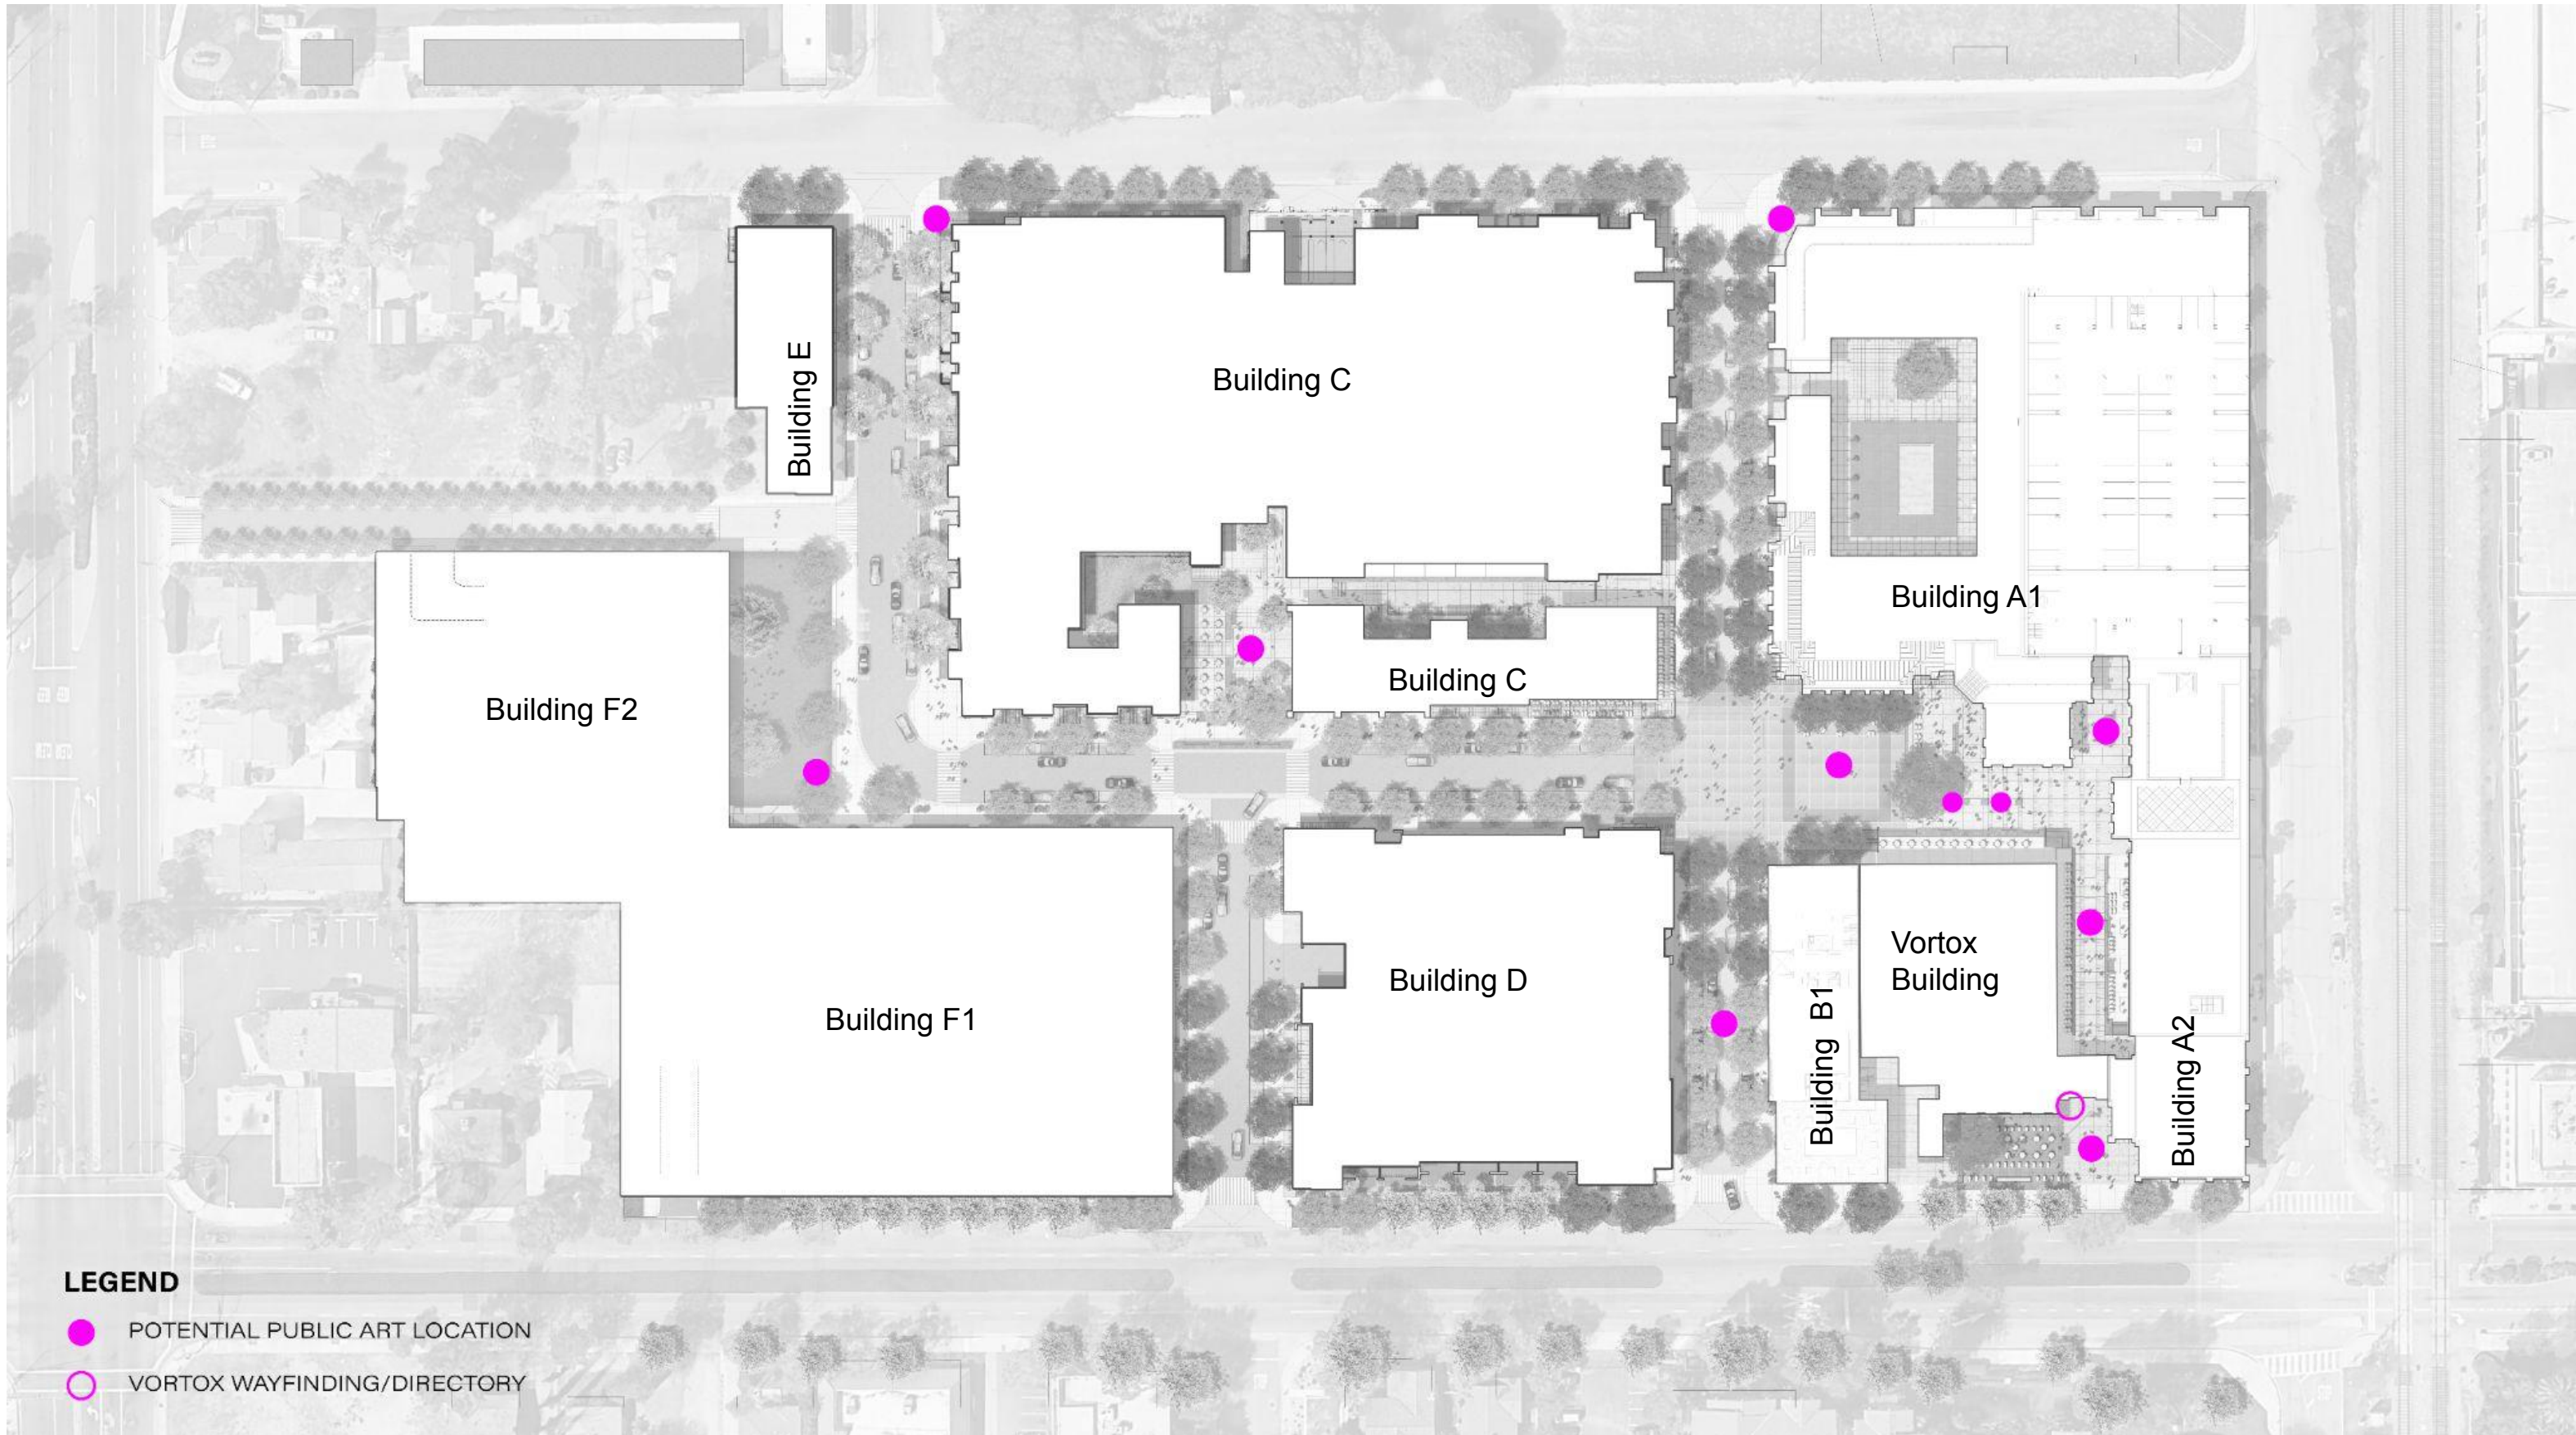 Building E
Building C
Building A1
Building C
Building F2
Vortox
Building
Building D
Building F1
Building B1
Building A2
LEGEND
POTENTIAL PUBLIC ART LOCATION
VORTOX WAYFINDING/DIRECTORY